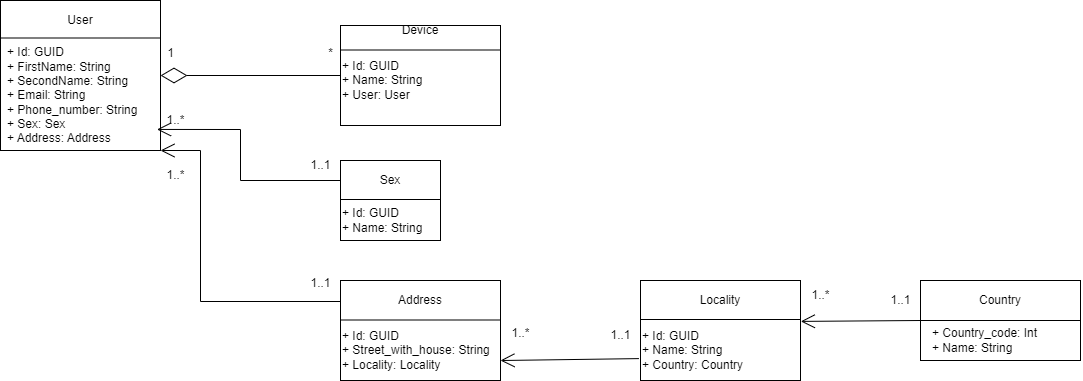 User
+ Id: GUID
+ FirstName: String
+ SecondName: String
+ Email: String
+ Phone_number: String
+ Sex: Sex
+ Address: Address
1
*
Device
+ Id: GUID
+ Name: String
+ User: User
1..*
1..1
Sex
+ Id: GUID
+ Name: String
1..*
1..1
Address
+ Id: GUID
+ Street_with_house: String
+ Locality: Locality
1..*
1..1
Locality
+ Id: GUID
+ Name: String
+ Country: Country
1..*
1..1
Country
+ Country_code: Int
+ Name: String